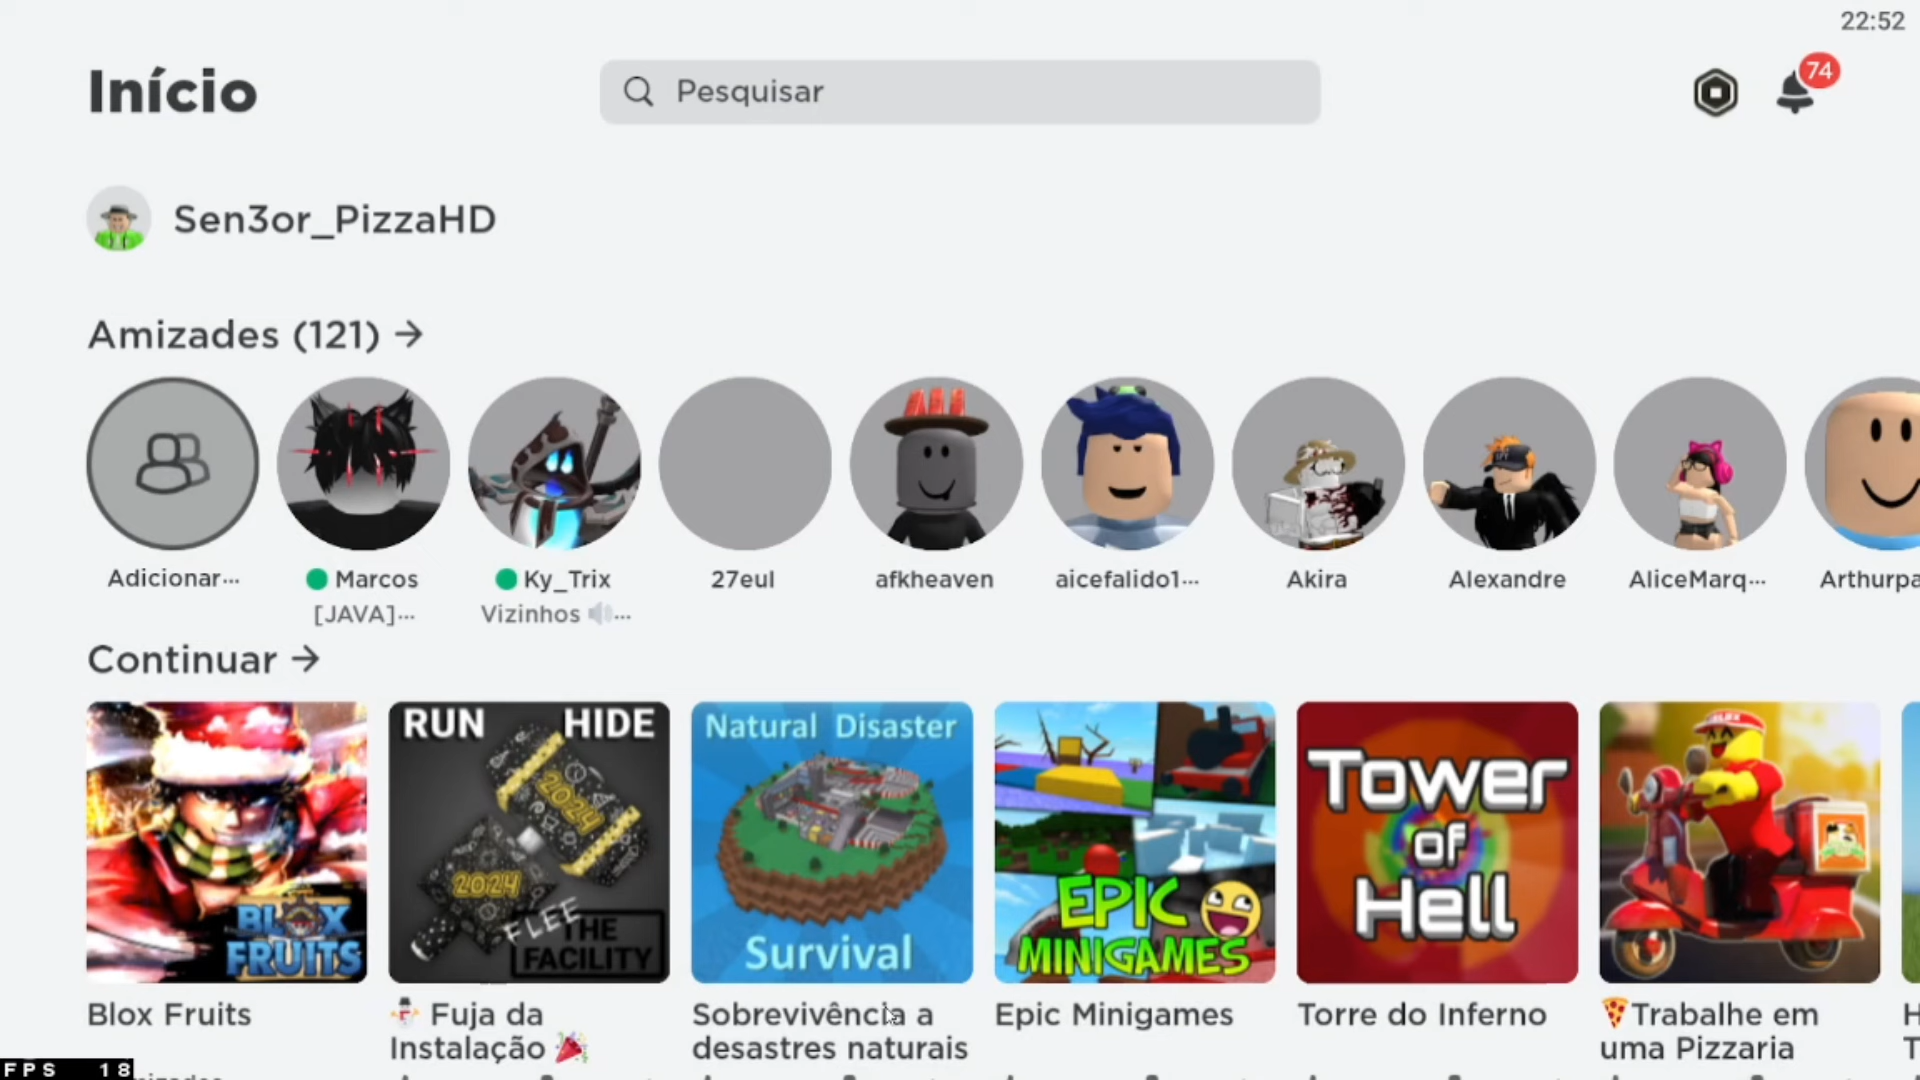 22:52
Início
Pesquisar
74
Sen3or_PizzaHD
Amizades (121) →
Adicionar...
Marcos
[JAVA]...
Ky_Trix
Vizinhos 🔊...
27eul
afkheaven
aicefalido1...
Akira
Alexandre
AliceMarq...
Arthurpa
Continuar →
BLOX
FRUITS
RUN HIDE
2024
2024
FLEE
THE
FACILITY
Natural Disaster
Survival
EPIC
MINIGAMES
Tower
of
Hell
Blox Fruits
⛄ Fuja da
Instalação 🎉
Sobrevivência a
desastres naturais
Epic Minigames
Torre do Inferno
🍕Trabalhe em
uma Pizzaria
H
T
FPS 18